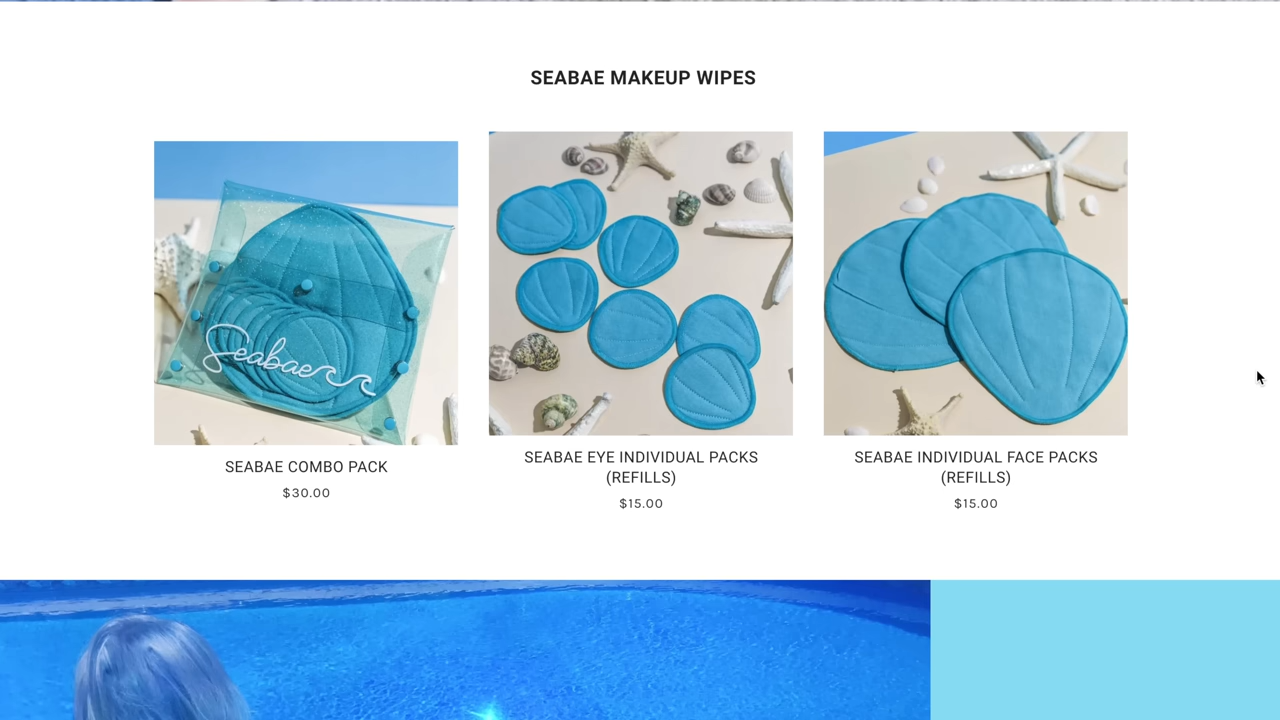 SEABAE MAKEUP WIPES
Seabae
SEABAE COMBO PACK
$30.00
SEABAE EYE INDIVIDUAL PACKS
(REFILLS)
$15.00
SEABAE INDIVIDUAL FACE PACKS
(REFILLS)
$15.00